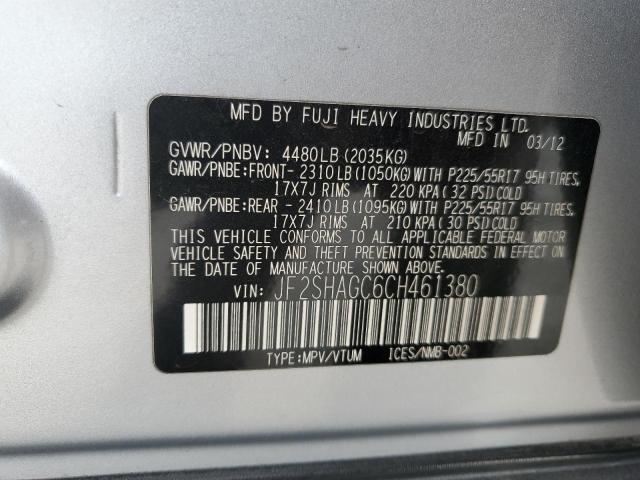 MFD BY FUJI HEAVY INDUSTRIES LTD.
MFD IN 03/12
GVWR/PNBV: 4480LB(2035KG)
GAWR/PNBE:FRONT- 2310LB(1050KG)WITH P225/55R17 95H TIRES,
17X7J RIMS AT 220 KPA(32 PSI)COLD
GAWR/PNBE:REAR - 2410LB(1095KG)WITH P225/55R17 95H TIRES,
17X7J RIMS AT 210 KPA(30 PSI)COLD
THIS VEHICLE CONFORMS TO ALL APPLICABLE FEDERAL MOTOR
VEHICLE SAFETY AND THEFT PREVENTION STANDARDS IN EFFECT
ON THE DATE OF MANUFACTURE SHOWN ABOVE.
VIN: JF2SHAGC6CH461380
TYPE:MPV/VTUM ICES/NMB-002